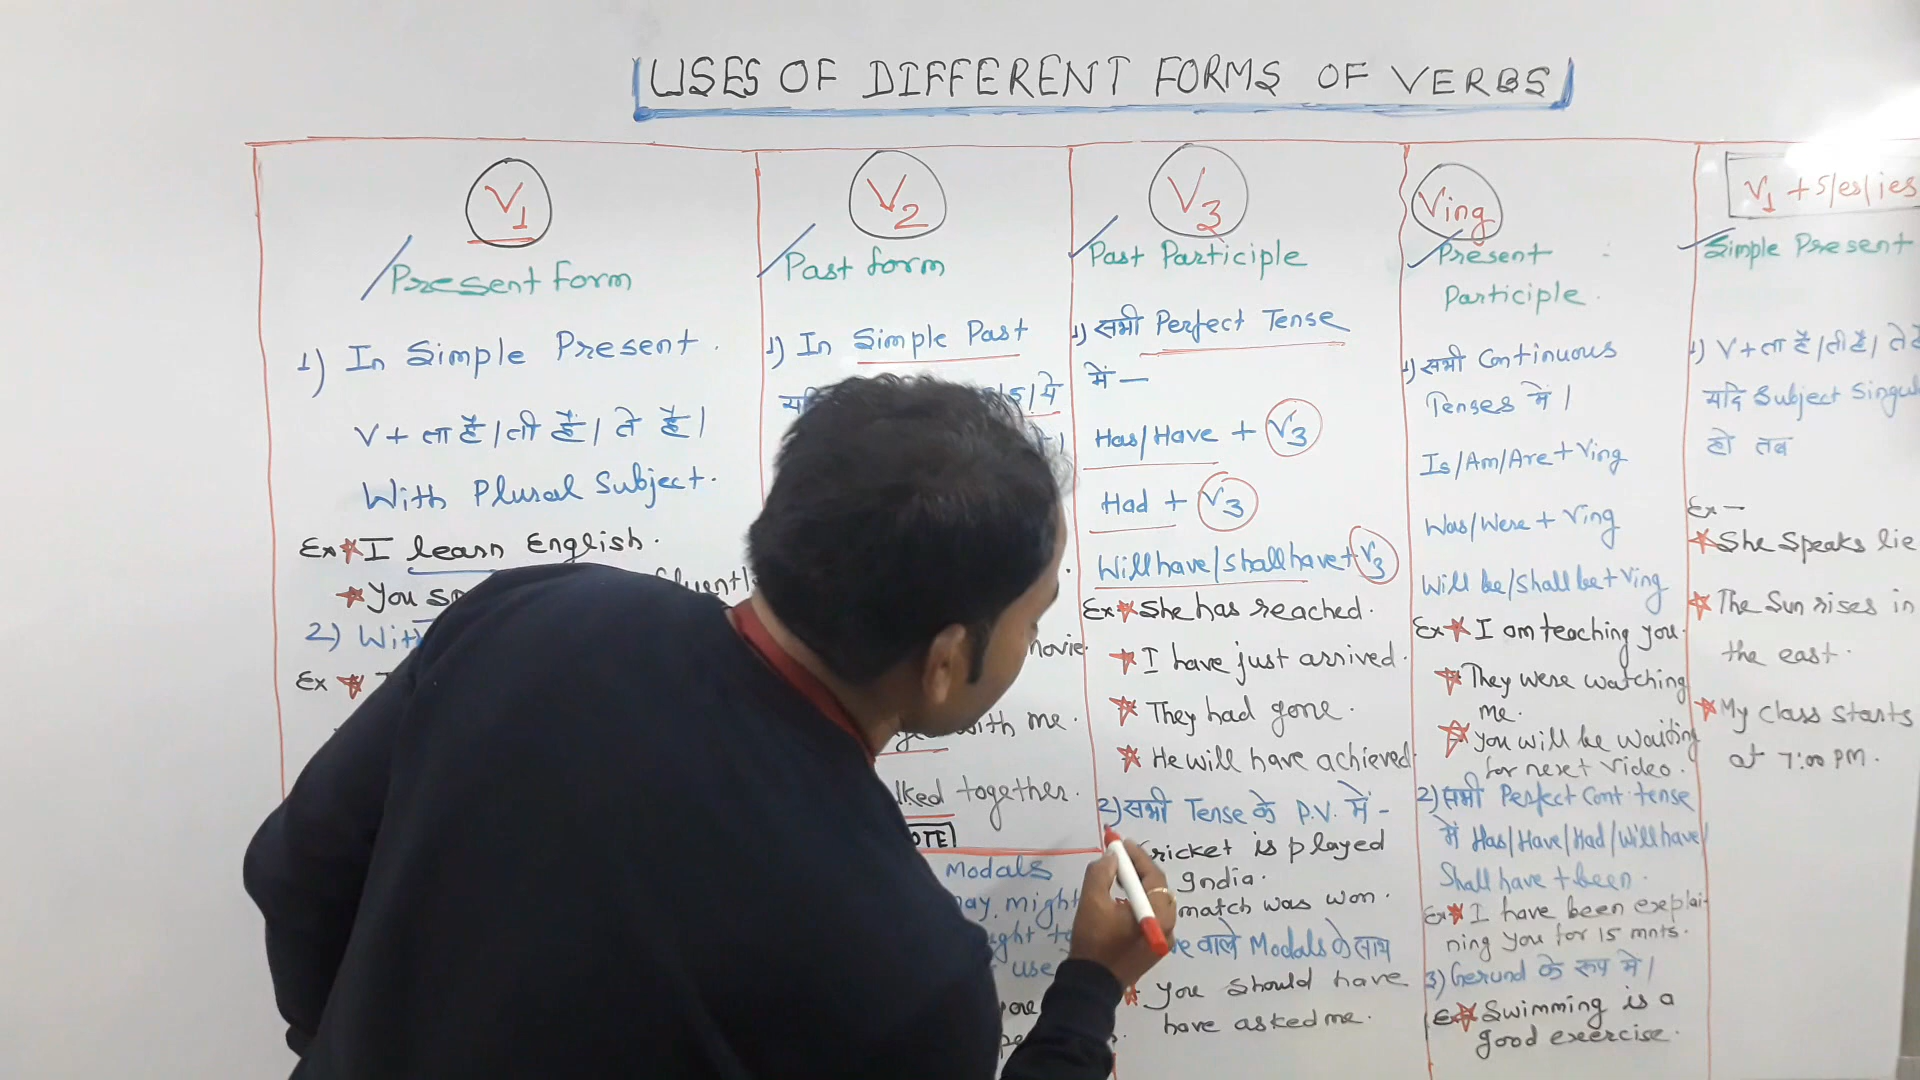 USES OF DIFFERENT FORMS OF VERBS
V1
Present form
1) In Simple Present.
V + ता है/ती है/ते है।
With Plural Subject.
Ex ★ I learn English.
★ You
2)
Ex ★
V2
Past form
1) In Simple Past
with me.
together.
Modals
might
use
V3
Past Participle
1) सभी Perfect Tense
में —
Has/Have + V3
Had + V3
Will have/Shall have + V3
Ex ★ She has reached.
★ I have just arrived.
★ They had gone.
★ He will have achieved
2) सभी Tense के P.V. में -
is played
India.
match was won.
वाले Modals के साथ
★ You should have
have asked me.
Ving
Present
Participle.
1) सभी Continuous
Tenses में।
Is/Am/Are + Ving
Was/Were + Ving
Will be/Shall be + Ving
Ex ★ I am teaching you.
★ They were watching
me.
★ You will be waiting
for next video.
2) सभी Perfect Cont. tense
में Has/Have/Had/Will have/
Shall have + been.
Ex ★ I have been explai-
ning you for 15 mnts.
3) Gerund के रूप में।
Ex ★ Swimming is a
good exercise.
V1 + s/es/ies
Simple Present
1) V + ता है/ती है/ते
यदि Subject
हो तब
Ex —
★ She speaks lie
★ The Sun rises in
the east.
★ My class starts
at 7:00 PM.